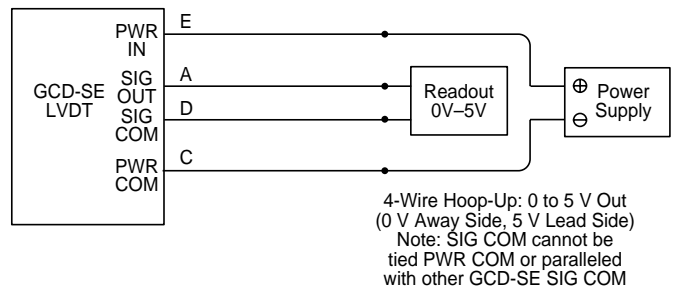 E
PWR
IN
A
SIG
OUT
GCD-SE
LVDT
D
SIG
COM
C
PWR
COM
Readout
0V–5V
⊕ Power
⊖ Supply
4-Wire Hoop-Up: 0 to 5 V Out
(0 V Away Side, 5 V Lead Side)
Note: SIG COM cannot be
tied PWR COM or paralleled
with other GCD-SE SIG COM